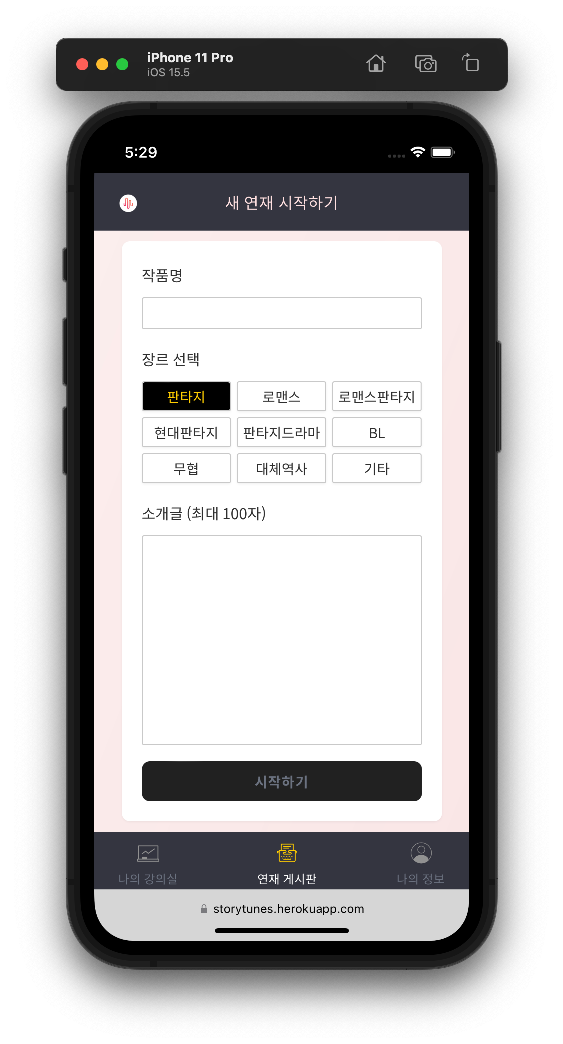 iPhone 11 Pro
iOS 15.5
5:29
새 연재 시작하기
작품명
장르 선택
판타지 로맨스 로맨스판타지
현대판타지 판타지드라마 BL
무협 대체역사 기타
소개글 (최대 100자)
시작하기
나의 강의실 연재 게시판 나의 정보
storytunes.herokuapp.com